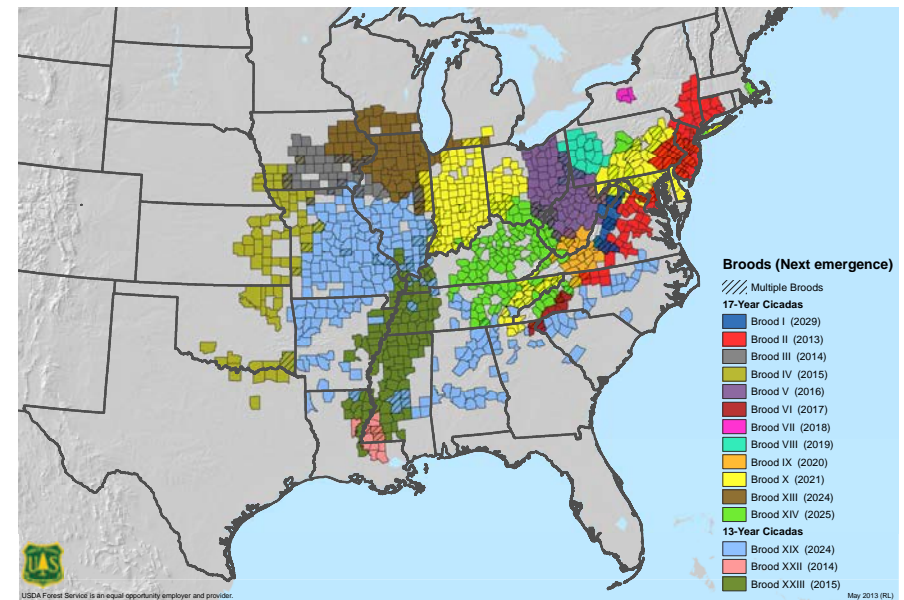 Broods (Next emergence)
Multiple Broods
17-Year Cicadas
Brood I (2029)
Brood II (2013)
Brood III (2014)
Brood IV (2015)
Brood V (2016)
Brood VI (2017)
Brood VII (2018)
Brood VIII (2019)
Brood IX (2020)
Brood X (2021)
Brood XIII (2024)
Brood XIV (2025)
13-Year Cicadas
Brood XIX (2024)
Brood XXII (2014)
Brood XXIII (2015)
U S
USDA Forest Service is an equal opportunity employer and provider.
May 2013 (RL)